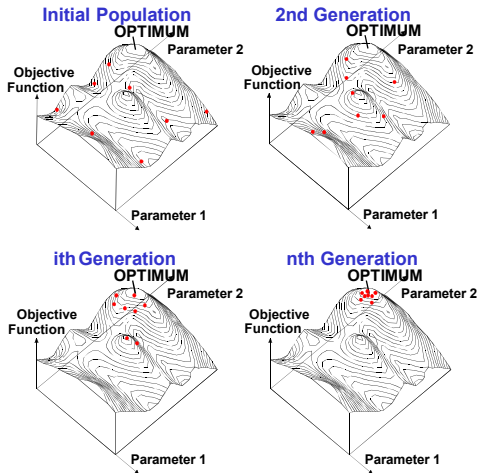 Initial Population
OPTIMUM
Parameter 2
Objective
Function
Parameter 1
2nd Generation
OPTIMUM
Parameter 2
Objective
Function
Parameter 1
ith Generation
OPTIMUM
Parameter 2
Objective
Function
Parameter 1
nth Generation
OPTIMUM
Parameter 2
Objective
Function
Parameter 1